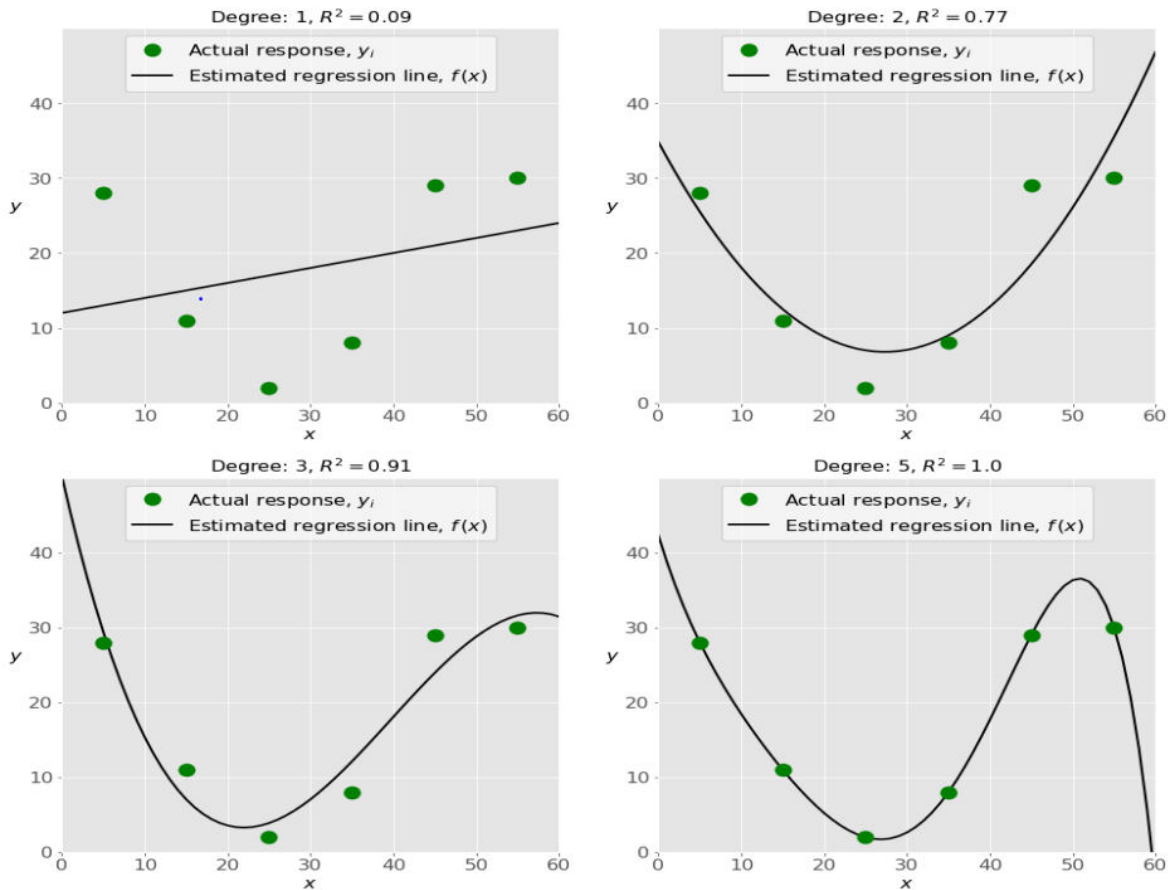 Degree: 1, R² = 0.09
Actual response, yᵢ
Estimated regression line, f(x)
40
30
y
20
10
0
0 10 20 30 40 50 60
x
Degree: 2, R² = 0.77
Actual response, yᵢ
Estimated regression line, f(x)
40
30
y
20
10
0
0 10 20 30 40 50 60
x
Degree: 3, R² = 0.91
Actual response, yᵢ
Estimated regression line, f(x)
40
30
y
20
10
0
0 10 20 30 40 50 60
x
Degree: 5, R² = 1.0
Actual response, yᵢ
Estimated regression line, f(x)
40
30
y
20
10
0
0 10 20 30 40 50 60
x